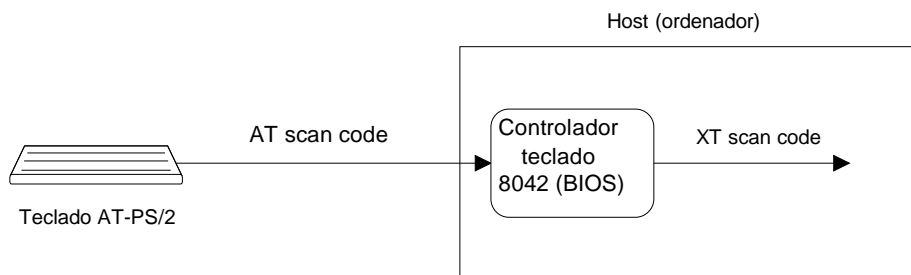 Host (ordenador)
AT scan code
Controlador
teclado
8042 (BIOS)
XT scan code
Teclado AT-PS/2